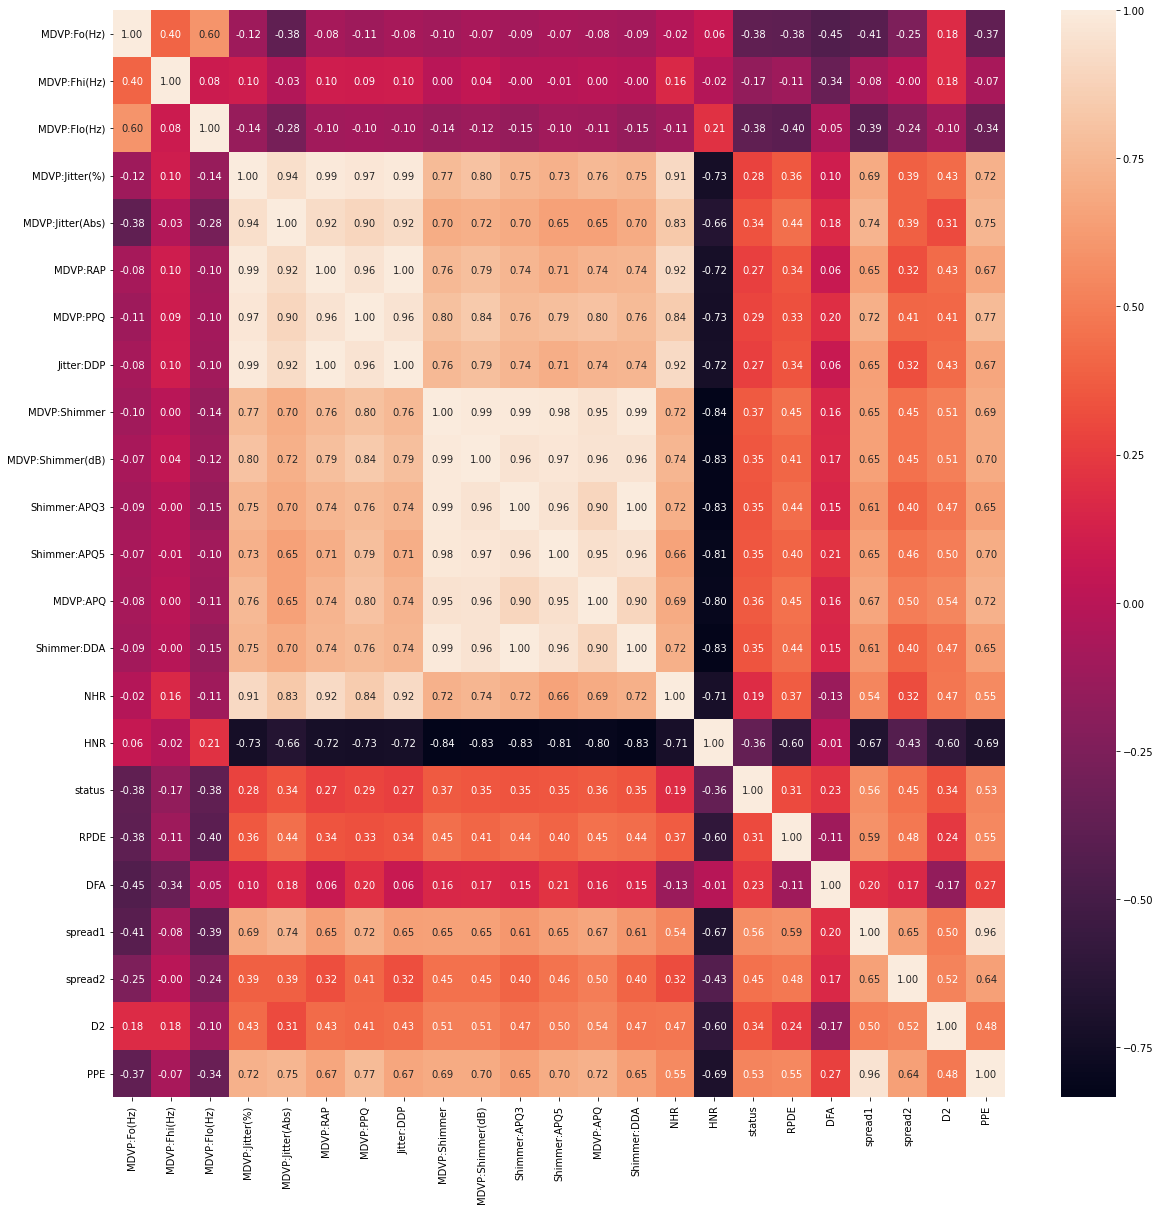 MDVP:Fo(Hz) 1.00 0.40 0.60 -0.12 -0.38 -0.08 -0.11 -0.08 -0.10 -0.07 -0.09 -0.07 -0.08 -0.09 -0.02 0.06 -0.38 -0.38 -0.45 -0.41 -0.25 0.18 -0.37
MDVP:Fhi(Hz) 0.40 1.00 0.08 0.10 -0.03 0.10 0.09 0.10 0.00 0.04 -0.00 -0.01 0.00 -0.00 0.16 -0.02 -0.17 -0.11 -0.34 -0.08 -0.00 0.18 -0.07
MDVP:Flo(Hz) 0.60 0.08 1.00 -0.14 -0.28 -0.10 -0.10 -0.10 -0.14 -0.12 -0.15 -0.10 -0.11 -0.15 -0.11 0.21 -0.38 -0.40 -0.05 -0.39 -0.24 -0.10 -0.34
MDVP:Jitter(%) -0.12 0.10 -0.14 1.00 0.94 0.99 0.97 0.99 0.77 0.80 0.75 0.73 0.76 0.75 0.91 -0.73 0.28 0.36 0.10 0.69 0.39 0.43 0.72
MDVP:Jitter(Abs) -0.38 -0.03 -0.28 0.94 1.00 0.92 0.90 0.92 0.70 0.72 0.70 0.65 0.65 0.70 0.83 -0.66 0.34 0.44 0.18 0.74 0.39 0.31 0.75
MDVP:RAP -0.08 0.10 -0.10 0.99 0.92 1.00 0.96 1.00 0.76 0.79 0.74 0.71 0.74 0.74 0.92 -0.72 0.27 0.34 0.06 0.65 0.32 0.43 0.67
MDVP:PPQ -0.11 0.09 -0.10 0.97 0.90 0.96 1.00 0.96 0.80 0.84 0.76 0.79 0.80 0.76 0.84 -0.73 0.29 0.33 0.20 0.72 0.41 0.41 0.77
Jitter:DDP -0.08 0.10 -0.10 0.99 0.92 1.00 0.96 1.00 0.76 0.79 0.74 0.71 0.74 0.74 0.92 -0.72 0.27 0.34 0.06 0.65 0.32 0.43 0.67
MDVP:Shimmer -0.10 0.00 -0.14 0.77 0.70 0.76 0.80 0.76 1.00 0.99 0.99 0.98 0.95 0.99 0.72 -0.84 0.37 0.45 0.16 0.65 0.45 0.51 0.69
MDVP:Shimmer(dB) -0.07 0.04 -0.12 0.80 0.72 0.79 0.84 0.79 0.99 1.00 0.96 0.97 0.96 0.96 0.74 -0.83 0.35 0.41 0.17 0.65 0.45 0.51 0.70
Shimmer:APQ3 -0.09 -0.00 -0.15 0.75 0.70 0.74 0.76 0.74 0.99 0.96 1.00 0.96 0.90 1.00 0.72 -0.83 0.35 0.44 0.15 0.61 0.40 0.47 0.65
Shimmer:APQ5 -0.07 -0.01 -0.10 0.73 0.65 0.71 0.79 0.71 0.98 0.97 0.96 1.00 0.95 0.96 0.66 -0.81 0.35 0.40 0.21 0.65 0.46 0.50 0.70
MDVP:APQ -0.08 0.00 -0.11 0.76 0.65 0.74 0.80 0.74 0.95 0.96 0.90 0.95 1.00 0.90 0.69 -0.80 0.36 0.45 0.16 0.67 0.50 0.54 0.72
Shimmer:DDA -0.09 -0.00 -0.15 0.75 0.70 0.74 0.76 0.74 0.99 0.96 1.00 0.96 0.90 1.00 0.72 -0.83 0.35 0.44 0.15 0.61 0.40 0.47 0.65
NHR -0.02 0.16 -0.11 0.91 0.83 0.92 0.84 0.92 0.72 0.74 0.72 0.66 0.69 0.72 1.00 -0.71 0.19 0.37 -0.13 0.54 0.32 0.47 0.55
HNR 0.06 -0.02 0.21 -0.73 -0.66 -0.72 -0.73 -0.72 -0.84 -0.83 -0.83 -0.81 -0.80 -0.83 -0.71 1.00 -0.36 -0.60 -0.01 -0.67 -0.43 -0.60 -0.69
status -0.38 -0.17 -0.38 0.28 0.34 0.27 0.29 0.27 0.37 0.35 0.35 0.35 0.36 0.35 0.19 -0.36 1.00 0.31 0.23 0.56 0.45 0.34 0.53
RPDE -0.38 -0.11 -0.40 0.36 0.44 0.34 0.33 0.34 0.45 0.41 0.44 0.40 0.45 0.44 0.37 -0.60 0.31 1.00 -0.11 0.59 0.48 0.24 0.55
DFA -0.45 -0.34 -0.05 0.10 0.18 0.06 0.20 0.06 0.16 0.17 0.15 0.21 0.16 0.15 -0.13 -0.01 0.23 -0.11 1.00 0.20 0.17 -0.17 0.27
spread1 -0.41 -0.08 -0.39 0.69 0.74 0.65 0.72 0.65 0.65 0.65 0.61 0.65 0.67 0.61 0.54 -0.67 0.56 0.59 0.20 1.00 0.65 0.50 0.96
spread2 -0.25 -0.00 -0.24 0.39 0.39 0.32 0.41 0.32 0.45 0.45 0.40 0.46 0.50 0.40 0.32 -0.43 0.45 0.48 0.17 0.65 1.00 0.52 0.64
D2 0.18 0.18 -0.10 0.43 0.31 0.43 0.41 0.43 0.51 0.51 0.47 0.50 0.54 0.47 0.47 -0.60 0.34 0.24 -0.17 0.50 0.52 1.00 0.48
PPE -0.37 -0.07 -0.34 0.72 0.75 0.67 0.77 0.67 0.69 0.70 0.65 0.70 0.72 0.65 0.55 -0.69 0.53 0.55 0.27 0.96 0.64 0.48 1.00
MDVP:Fo(Hz)
MDVP:Fhi(Hz)
MDVP:Flo(Hz)
MDVP:Jitter(%)
MDVP:Jitter(Abs)
MDVP:RAP
MDVP:PPQ
Jitter:DDP
MDVP:Shimmer
MDVP:Shimmer(dB)
Shimmer:APQ3
Shimmer:APQ5
MDVP:APQ
Shimmer:DDA
NHR
HNR
status
RPDE
DFA
spread1
spread2
D2
PPE
1.00
0.75
0.50
0.25
0.00
−0.25
−0.50
−0.75